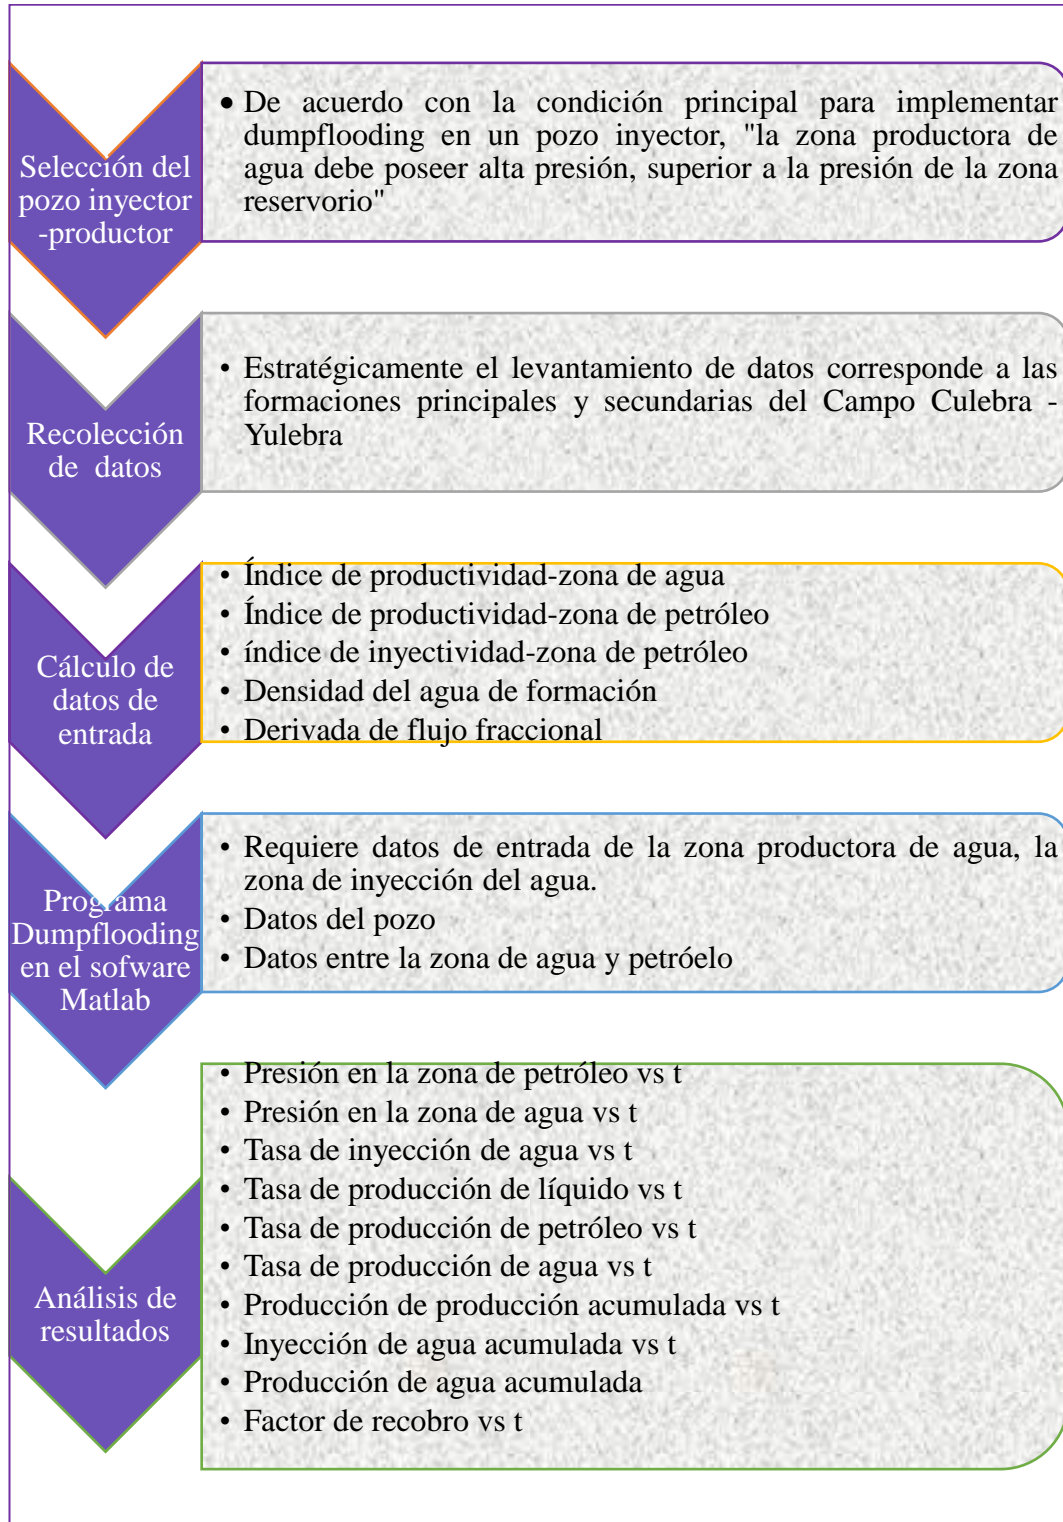 Selección del
pozo inyector
-productor
• De acuerdo con la condición principal para implementar
dumpflooding en un pozo inyector, "la zona productora de
agua debe poseer alta presión, superior a la presión de la zona
reservorio"
Recolección
de datos
• Estratégicamente el levantamiento de datos corresponde a las
formaciones principales y secundarias del Campo Culebra -
Yulebra
Cálculo de
datos de
entrada
• Índice de productividad-zona de agua
• Índice de productividad-zona de petróleo
• índice de inyectividad-zona de petróleo
• Densidad del agua de formación
• Derivada de flujo fraccional
Programa
Dumpflooding
en el sofware
Matlab
• Requiere datos de entrada de la zona productora de agua, la
zona de inyección del agua.
• Datos del pozo
• Datos entre la zona de agua y petróelo
Análisis de
resultados
• Presión en la zona de petróleo vs t
• Presión en la zona de agua vs t
• Tasa de inyección de agua vs t
• Tasa de producción de líquido vs t
• Tasa de producción de petróleo vs t
• Tasa de producción de agua vs t
• Producción de producción acumulada vs t
• Inyección de agua acumulada vs t
• Producción de agua acumulada
• Factor de recobro vs t